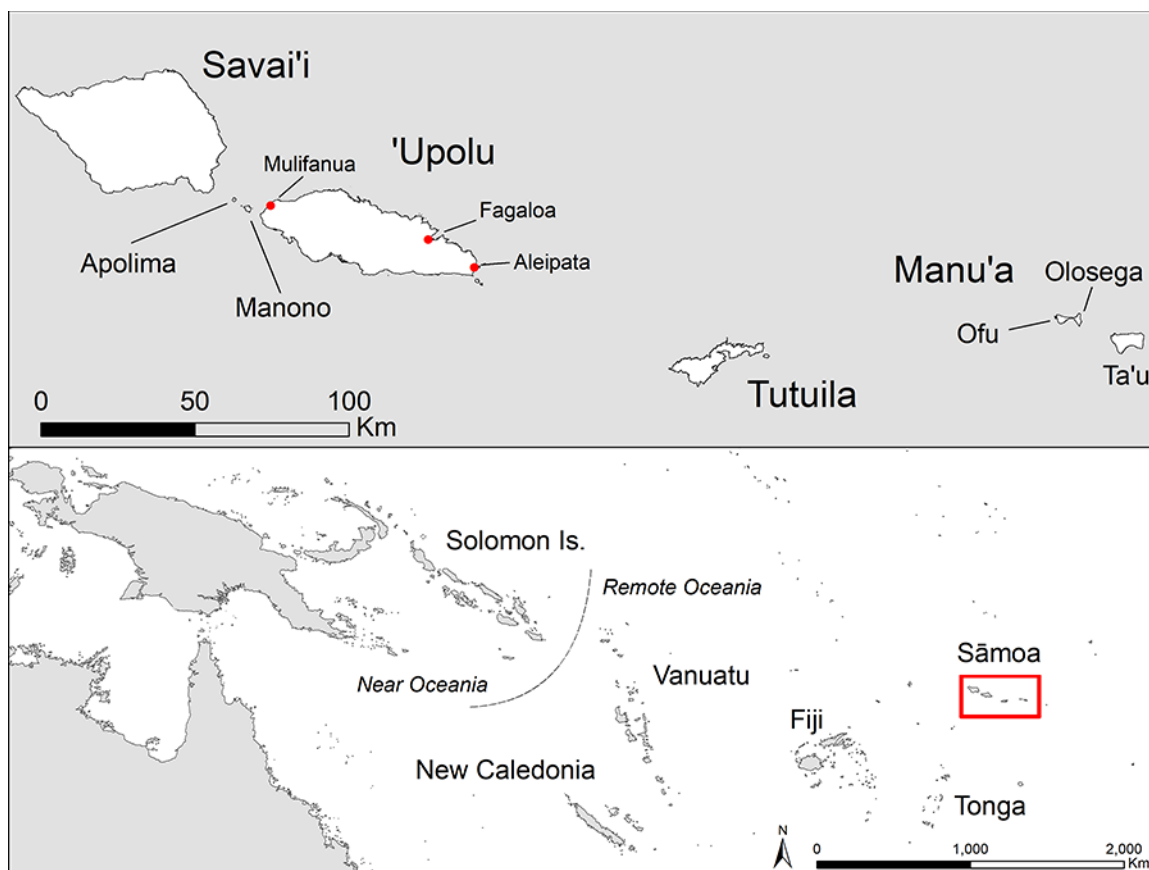 Savai'i
'Upolu
Mulifanua
Fagaloa
Aleipata
Apolima
Manono
Manu'a
Olosega
Ofu
Ta'u
Tutuila
0 50 100
Km
Solomon Is.
Remote Oceania
Near Oceania
Vanuatu
Sāmoa
Fiji
New Caledonia
Tonga
N
0 1,000 2,000
Km